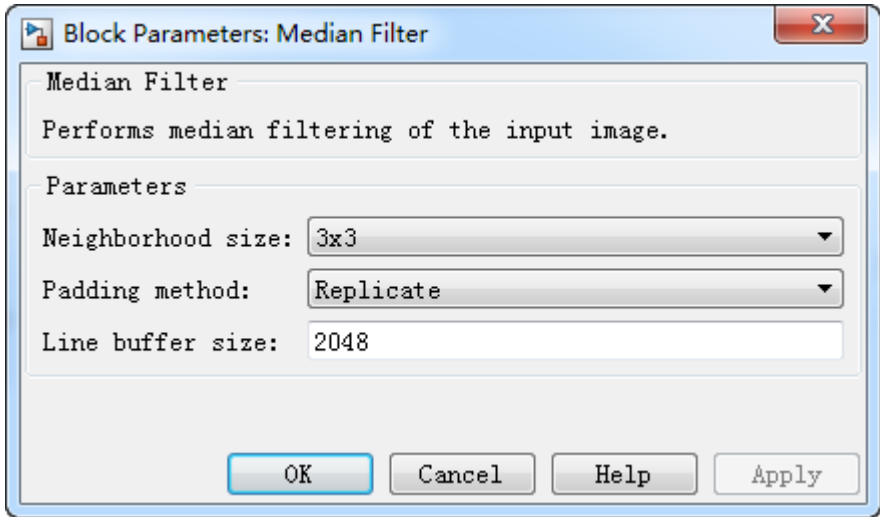 Block Parameters: Median Filter
Median Filter
Performs median filtering of the input image.
Parameters
Neighborhood size: 3x3
Padding method: Replicate
Line buffer size: 2048
OK Cancel Help Apply